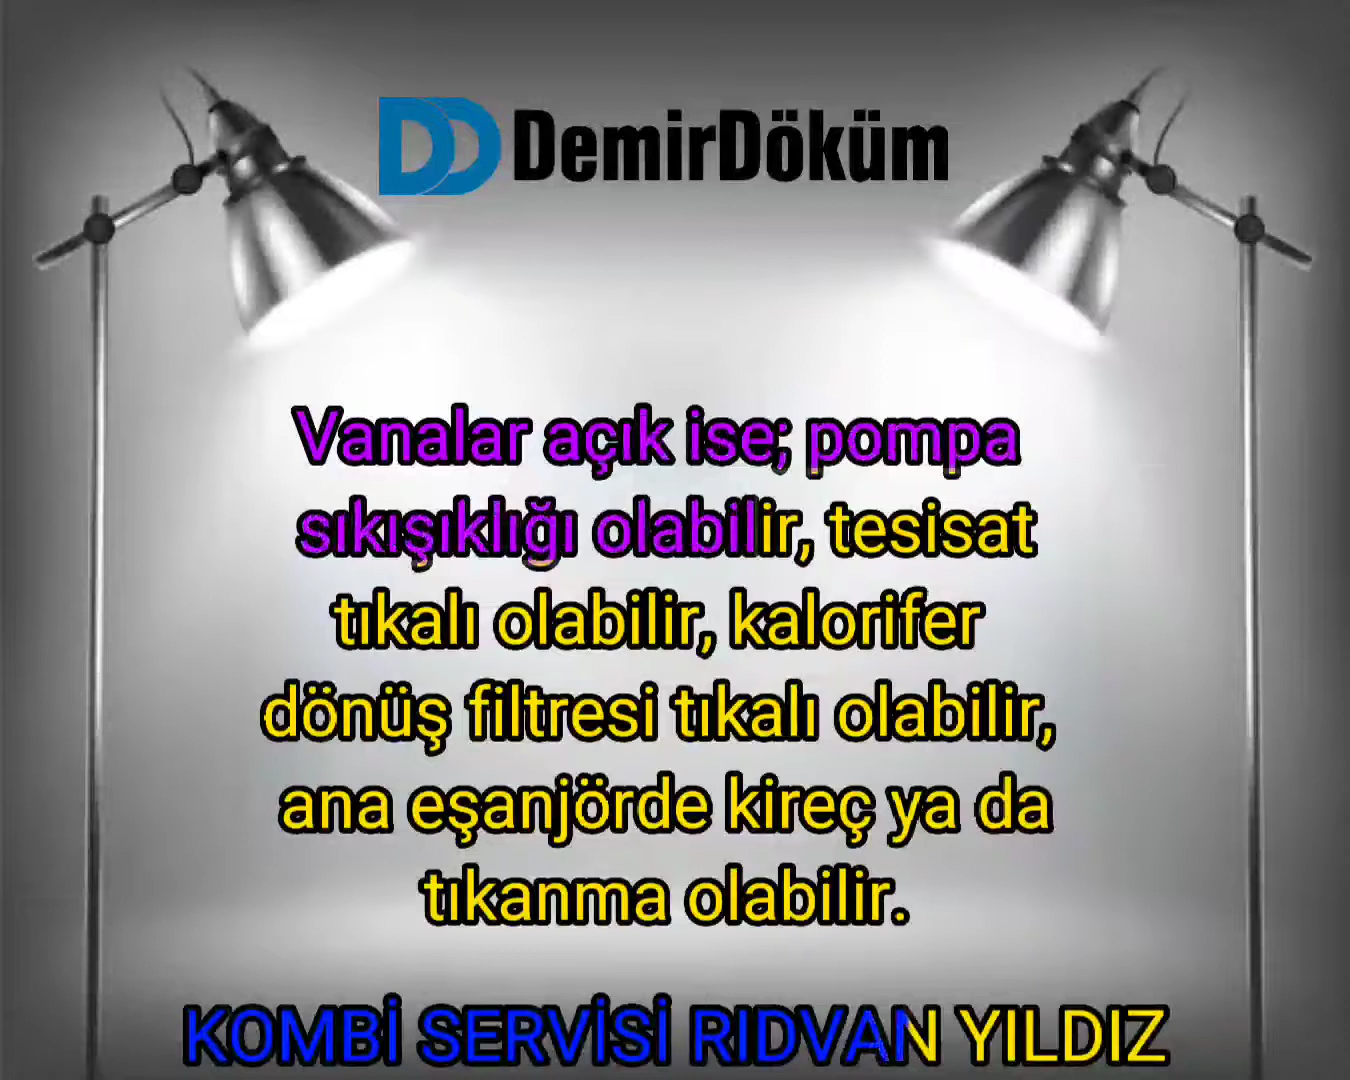 DemirDöküm
Vanalar açık ise; pompa
sıkışıklığı olabilir, tesisat
tıkalı olabilir, kalorifer
dönüş filtresi tıkalı olabilir,
ana eşanjörde kireç ya da
tıkanma olabilir.
KOMBİ SERVİSİ RIDVAN YILDIZ